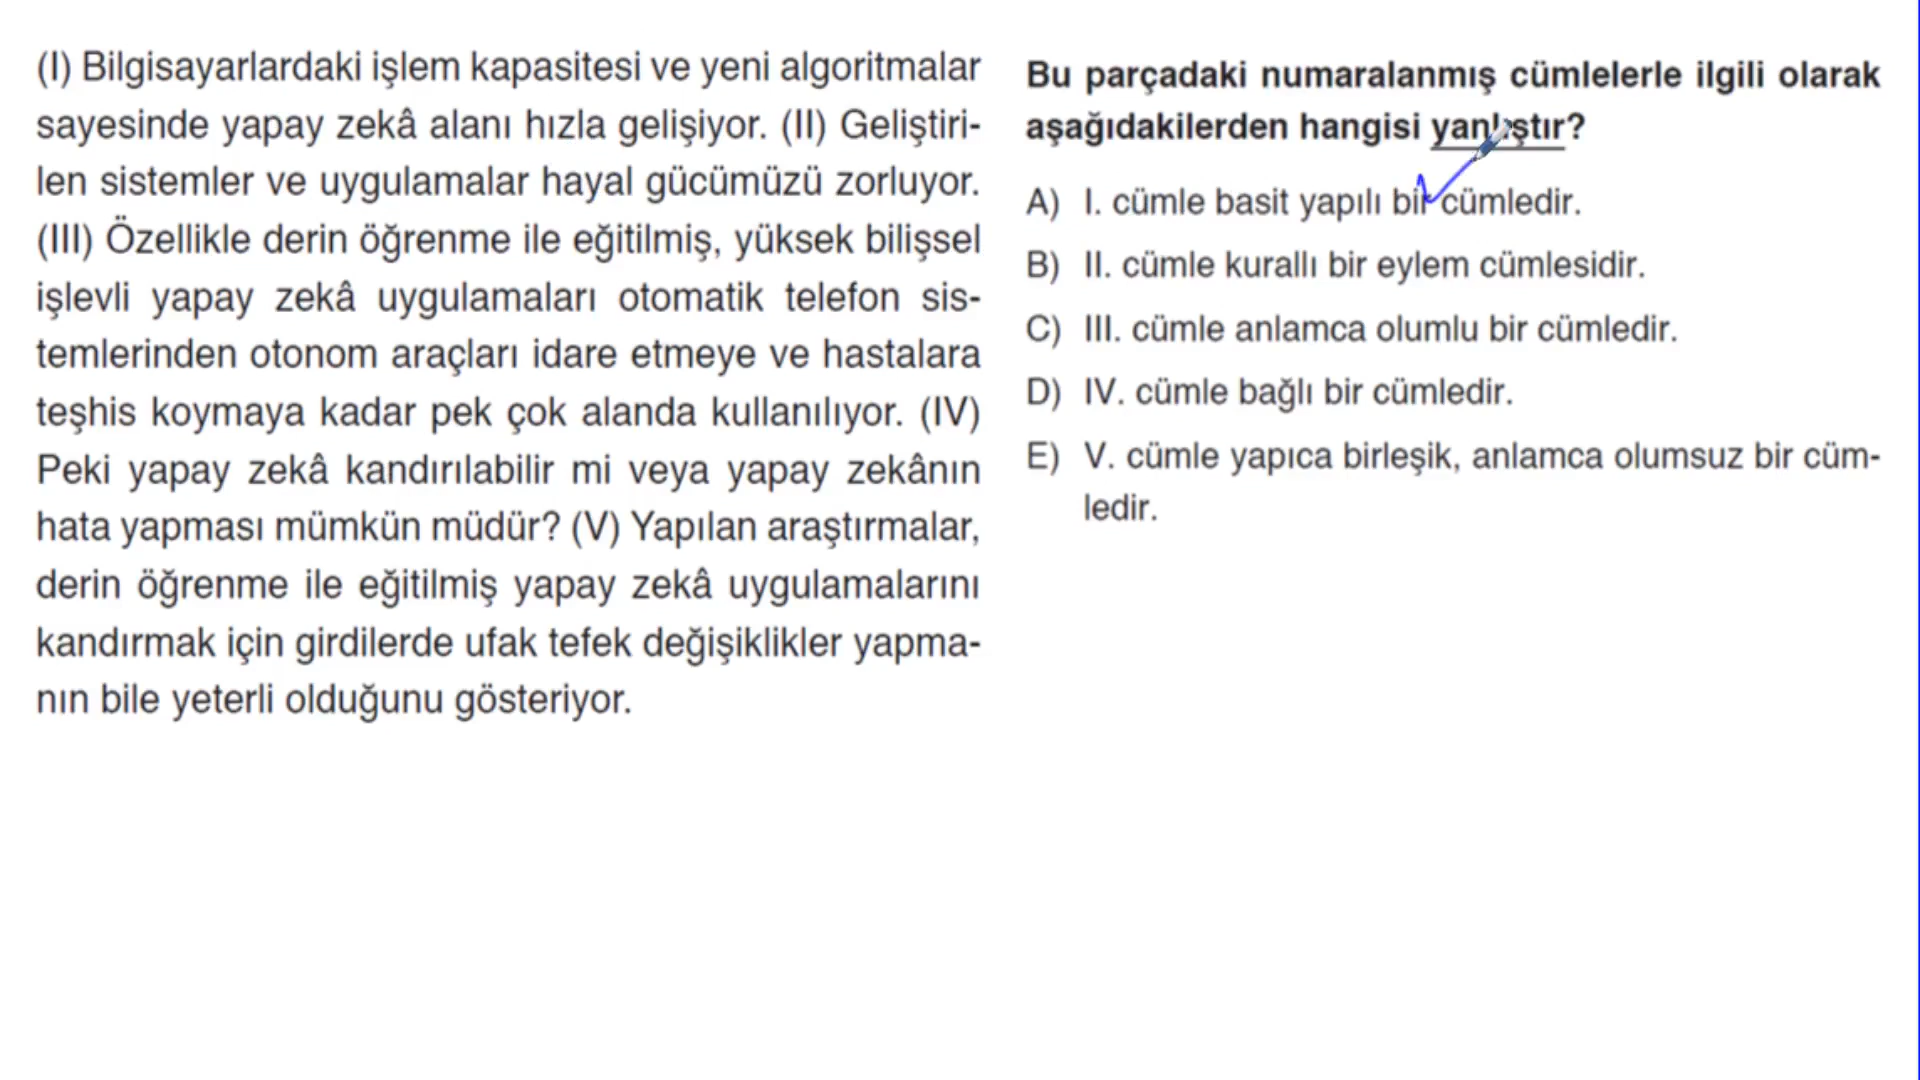 (I) Bilgisayarlardaki işlem kapasitesi ve yeni algoritmalar
sayesinde yapay zekâ alanı hızla gelişiyor. (II) Geliştiri-
len sistemler ve uygulamalar hayal gücümüzü zorluyor.
(III) Özellikle derin öğrenme ile eğitilmiş, yüksek bilişsel
işlevli yapay zekâ uygulamaları otomatik telefon sis-
temlerinden otonom araçları idare etmeye ve hastalara
teşhis koymaya kadar pek çok alanda kullanılıyor. (IV)
Peki yapay zekâ kandırılabilir mi veya yapay zekânın
hata yapması mümkün müdür? (V) Yapılan araştırmalar,
derin öğrenme ile eğitilmiş yapay zekâ uygulamalarını
kandırmak için girdilerde ufak tefek değişiklikler yapma-
nın bile yeterli olduğunu gösteriyor.
Bu parçadaki numaralanmış cümlelerle ilgili olarak
aşağıdakilerden hangisi yanlıştır?
A) I. cümle basit yapılı bir cümledir.
B) II. cümle kurallı bir eylem cümlesidir.
C) III. cümle anlamca olumlu bir cümledir.
D) IV. cümle bağlı bir cümledir.
E) V. cümle yapıca birleşik, anlamca olumsuz bir cüm-
ledir.